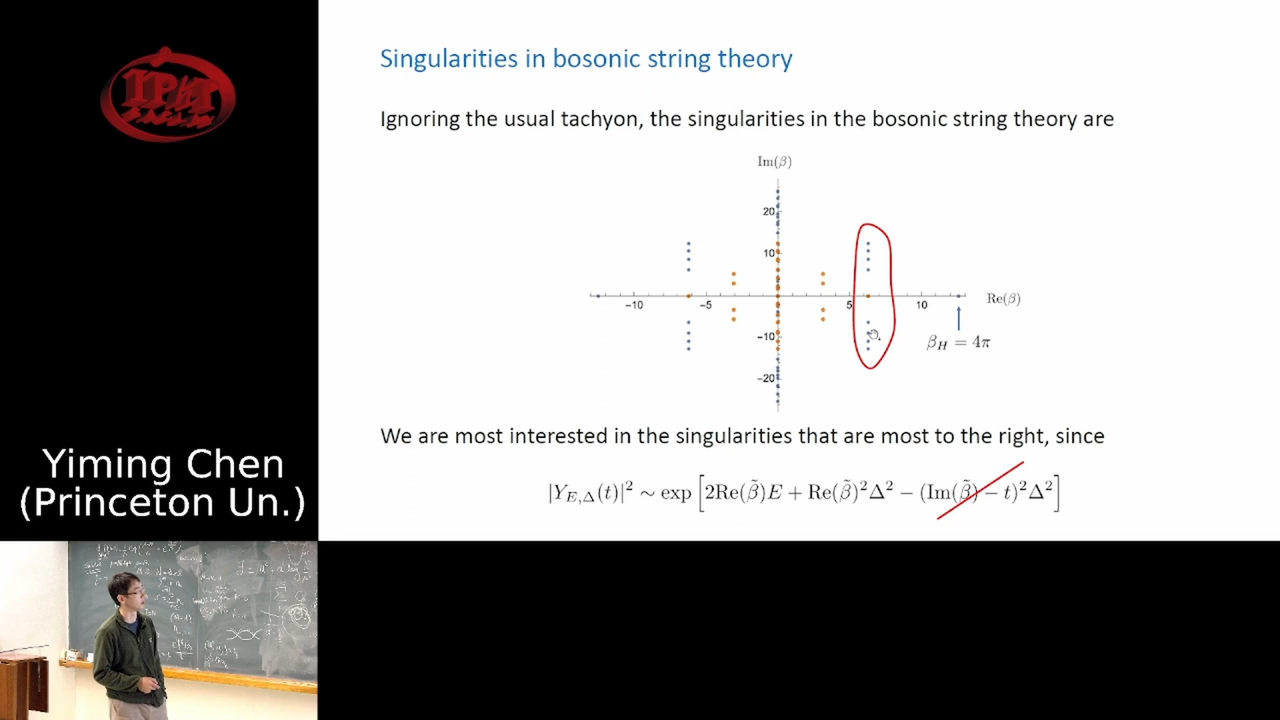 IPhT
Singularities in bosonic string theory
Ignoring the usual tachyon, the singularities in the bosonic string theory are
Im(β)
20
10
−10
−5
5
10
Re(β)
−10
β_H = 4π
−20
We are most interested in the singularities that are most to the right, since
|Y_{E,Δ}(t)|² ∼ exp [2Re(β̃)E + Re(β̃)²Δ² − (Im(β̃) − t)²Δ²]
Yiming Chen
(Princeton Un.)